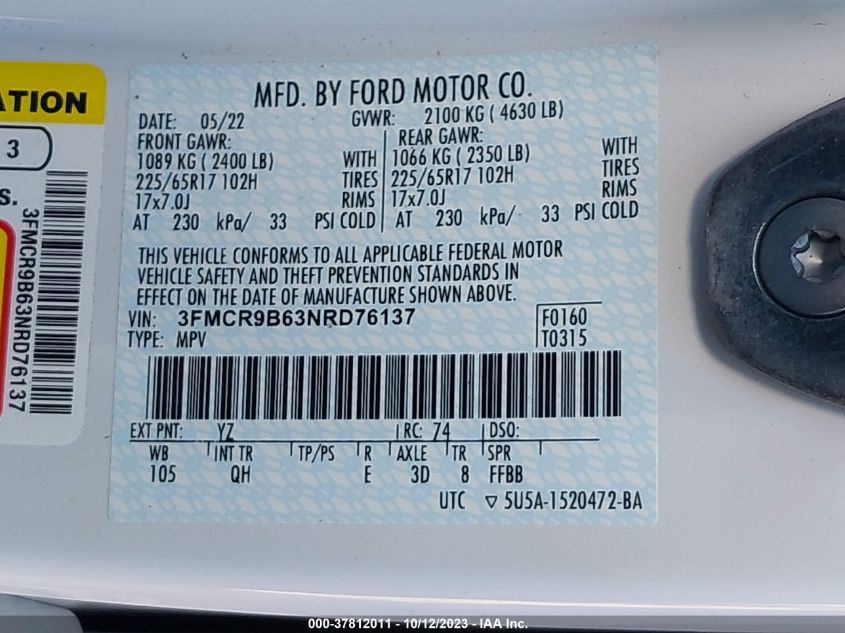 ATION
3
S.
3FMCR9B63NRD76137
MFD. BY FORD MOTOR CO.
DATE: 05/22 GVWR: 2100 KG (4630 LB)
FRONT GAWR: REAR GAWR:
1089 KG (2400 LB) WITH 1066 KG (2350 LB) WITH
225/65R17 102H TIRES 225/65R17 102H TIRES
17x7.0J RIMS 17x7.0J RIMS
AT 230 kPa/ 33 PSI COLD AT 230 kPa/ 33 PSI COLD
THIS VEHICLE CONFORMS TO ALL APPLICABLE FEDERAL MOTOR
VEHICLE SAFETY AND THEFT PREVENTION STANDARDS IN
EFFECT ON THE DATE OF MANUFACTURE SHOWN ABOVE.
VIN: 3FMCR9B63NRD76137 F0160
TYPE: MPV T0315
EXT PNT: YZ RC: 74 DSO:
WB INT TR TP/PS R AXLE TR SPR
105 QH E 3D 8 FFBB
UTC ▽ 5U5A-1520472-BA
000-37812011 - 10/12/2023 - IAA Inc.